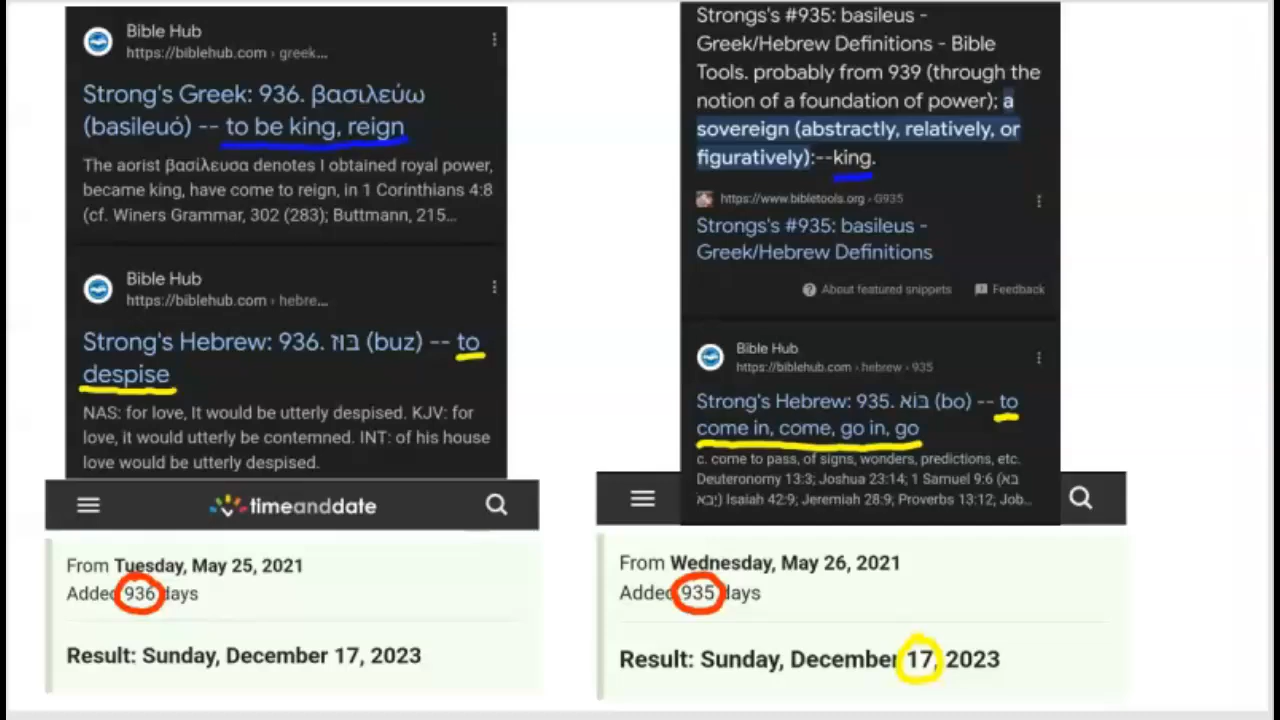 Bible Hub
https://biblehub.com › greek...
Strong's Greek: 936. βασιλεύω
(basileuó) -- to be king, reign
The aorist βασίλευσα denotes I obtained royal power,
became king, have come to reign, in 1 Corinthians 4:8
(cf. Winers Grammar, 302 (283); Buttmann, 215...
Bible Hub
https://biblehub.com › hebre...
Strong's Hebrew: 936. בּוּז (buz) -- to
despise
NAS: for love, It would be utterly despised. KJV: for
love, it would utterly be contemned. INT: of his house
love would be utterly despised.
timeanddate
From Tuesday, May 25, 2021
Added 936 days
Result: Sunday, December 17, 2023
Strongs's #935: basileus -
Greek/Hebrew Definitions - Bible
Tools. probably from 939 (through the
notion of a foundation of power); a
sovereign (abstractly, relatively, or
figuratively):--king.
https://www.bibletools.org › G935
Strongs's #935: basileus -
Greek/Hebrew Definitions
About featured snippets Feedback
Bible Hub
https://biblehub.com › hebrew › 935
Strong's Hebrew: 935. בּוֹא (bo) -- to
come in, come, go in, go
c. come to pass, of signs, wonders, predictions, etc.
Deuteronomy 13:3; Joshua 23:14; 1 Samuel 9:6 (בּא
יָבֿוֺא) Isaiah 42:9; Jeremiah 28:9; Proverbs 13:12; Job...
From Wednesday, May 26, 2021
Added 935 days
Result: Sunday, December 17, 2023